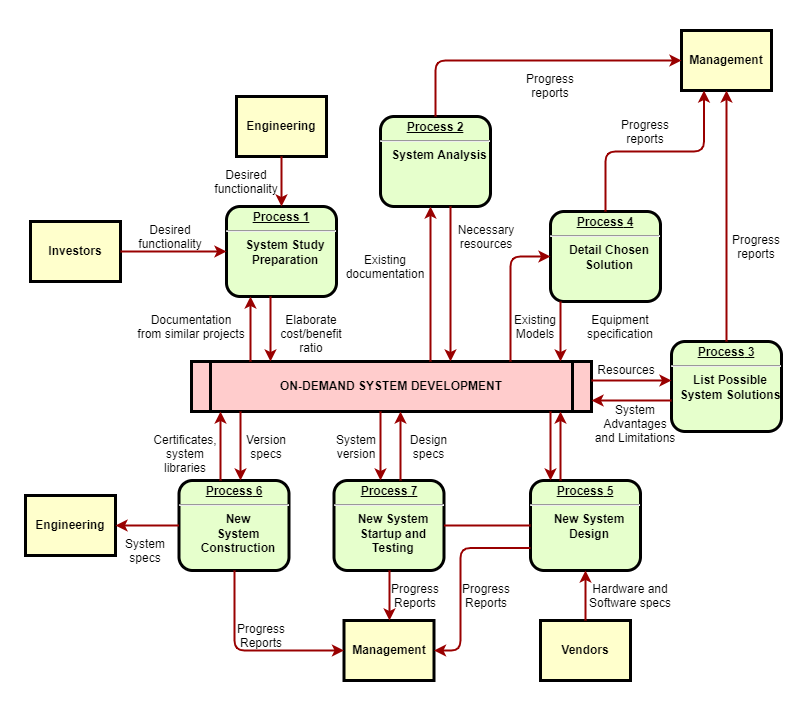 Management
Progress
reports
Engineering
Process 2
System Analysis
Progress
reports
Desired
functionality
Process 1
System Study
Preparation
Process 4
Detail Chosen
Solution
Investors
Desired
functionality
Necessary
resources
Progress
reports
Existing
documentation
Documentation
from similar projects
Elaborate
cost/benefit
ratio
Existing
Models
Equipment
specification
Process 3
List Possible
System Solutions
Resources
ON-DEMAND SYSTEM DEVELOPMENT
System
Advantages
and Limitations
Certificates,
system
libraries
Version
specs
System
version
Design
specs
Process 6
New
System
Construction
Process 7
New System
Startup and
Testing
Process 5
New System
Design
Engineering
System
specs
Progress
Reports
Progress
Reports
Hardware and
Software specs
Progress
Reports
Management
Vendors